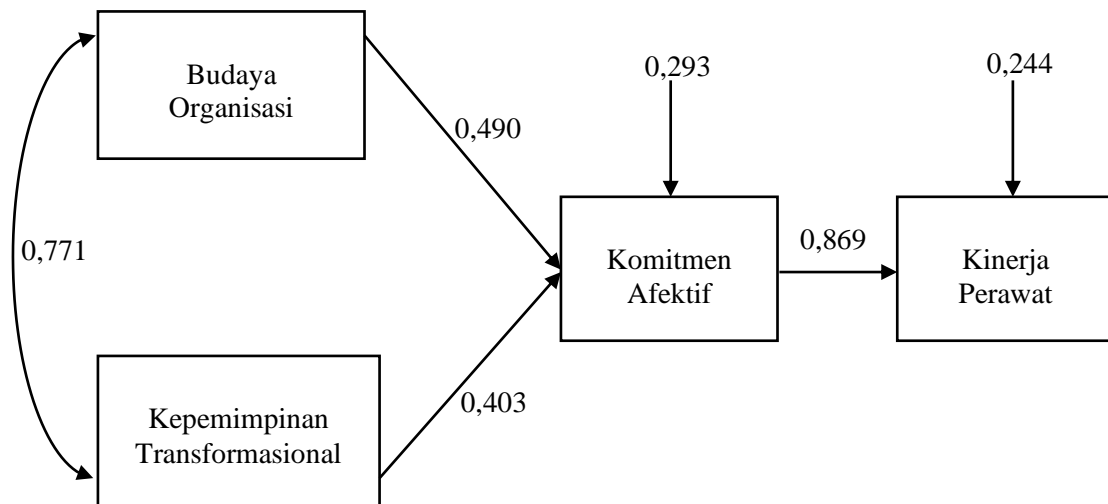 Budaya
Organisasi
0,293
0,244
0,490
0,771
Komitmen
Afektif
0,869
Kinerja
Perawat
0,403
Kepemimpinan
Transformasional